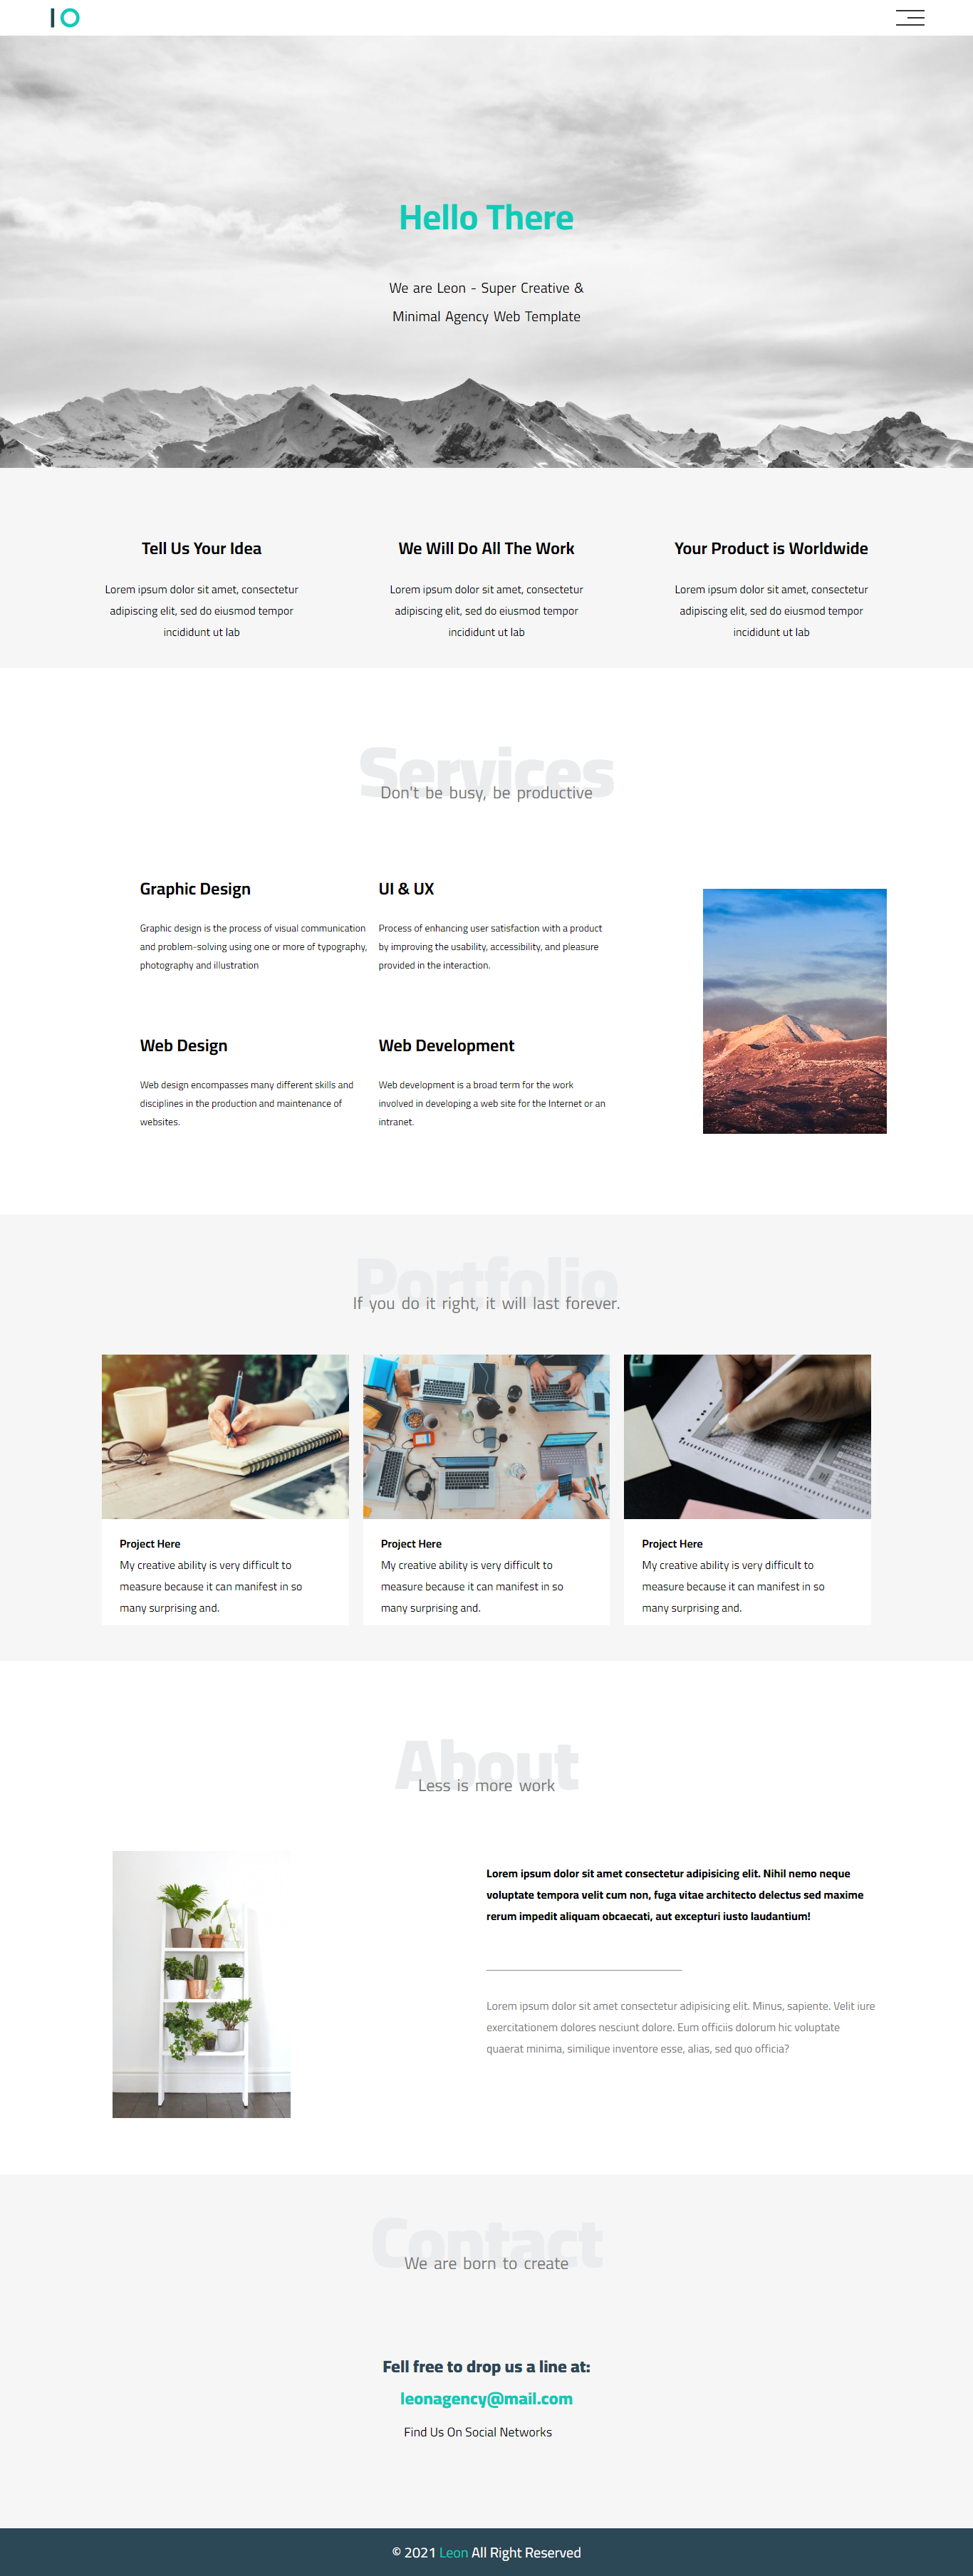 IO
Hello There
We are Leon - Super Creative &
Minimal Agency Web Template
Tell Us Your Idea
Lorem ipsum dolor sit amet, consectetur
adipiscing elit, sed do eiusmod tempor
incididunt ut lab
We Will Do All The Work
Lorem ipsum dolor sit amet, consectetur
adipiscing elit, sed do eiusmod tempor
incididunt ut lab
Your Product is Worldwide
Lorem ipsum dolor sit amet, consectetur
adipiscing elit, sed do eiusmod tempor
incididunt ut lab
Services
Don't be busy, be productive
Graphic Design
Graphic design is the process of visual communication
and problem-solving using one or more of typography,
photography and illustration
UI & UX
Process of enhancing user satisfaction with a product
by improving the usability, accessibility, and pleasure
provided in the interaction.
Web Design
Web design encompasses many different skills and
disciplines in the production and maintenance of
websites.
Web Development
Web development is a broad term for the work
involved in developing a web site for the Internet or an
intranet.
Portfolio
If you do it right, it will last forever.
Project Here
My creative ability is very difficult to
measure because it can manifest in so
many surprising and.
Project Here
My creative ability is very difficult to
measure because it can manifest in so
many surprising and.
Project Here
My creative ability is very difficult to
measure because it can manifest in so
many surprising and.
About
Less is more work
Lorem ipsum dolor sit amet consectetur adipisicing elit. Nihil nemo neque
voluptate tempora velit cum non, fuga vitae architecto delectus sed maxime
rerum impedit aliquam obcaecati, aut excepturi iusto laudantium!
Lorem ipsum dolor sit amet consectetur adipisicing elit. Minus, sapiente. Velit iure
exercitationem dolores nesciunt dolore. Eum officiis dolorum hic voluptate
quaerat minima, similique inventore esse, alias, sed quo officia?
Contact
We are born to create
Fell free to drop us a line at:
leonagency@mail.com
Find Us On Social Networks
© 2021 Leon All Right Reserved